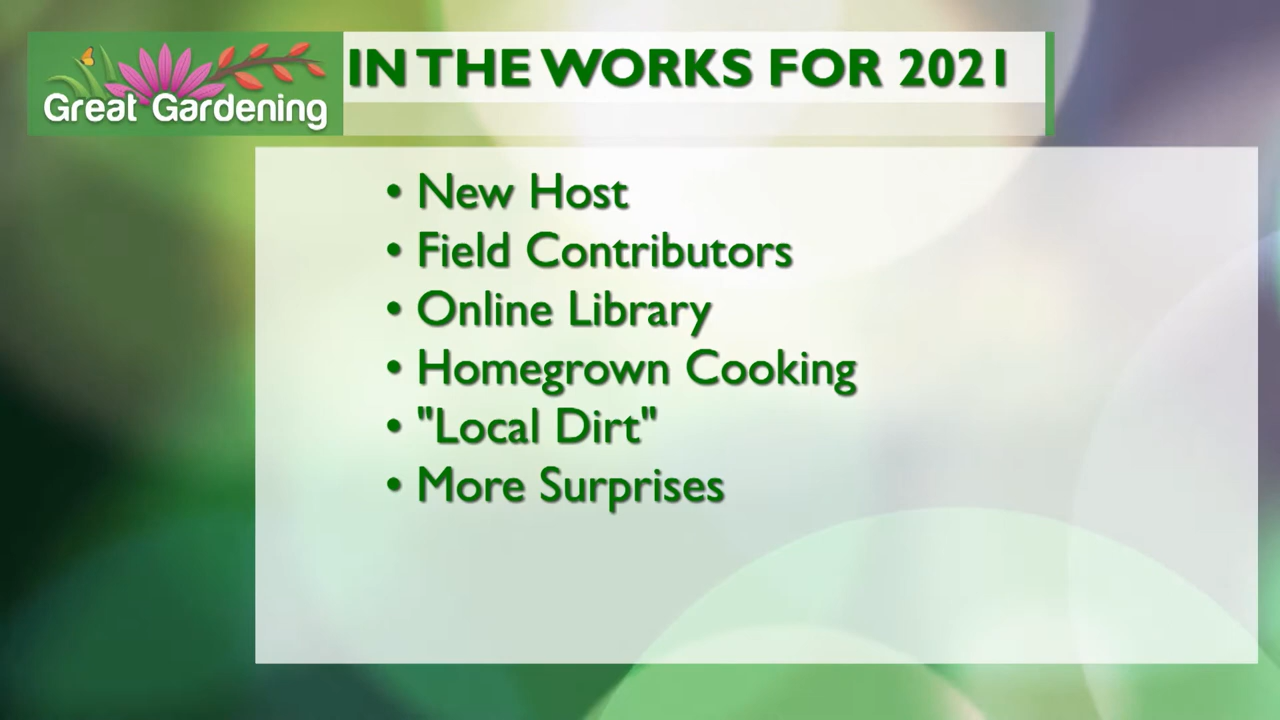 Great Gardening
IN THE WORKS FOR 2021
• New Host
• Field Contributors
• Online Library
• Homegrown Cooking
• "Local Dirt"
• More Surprises